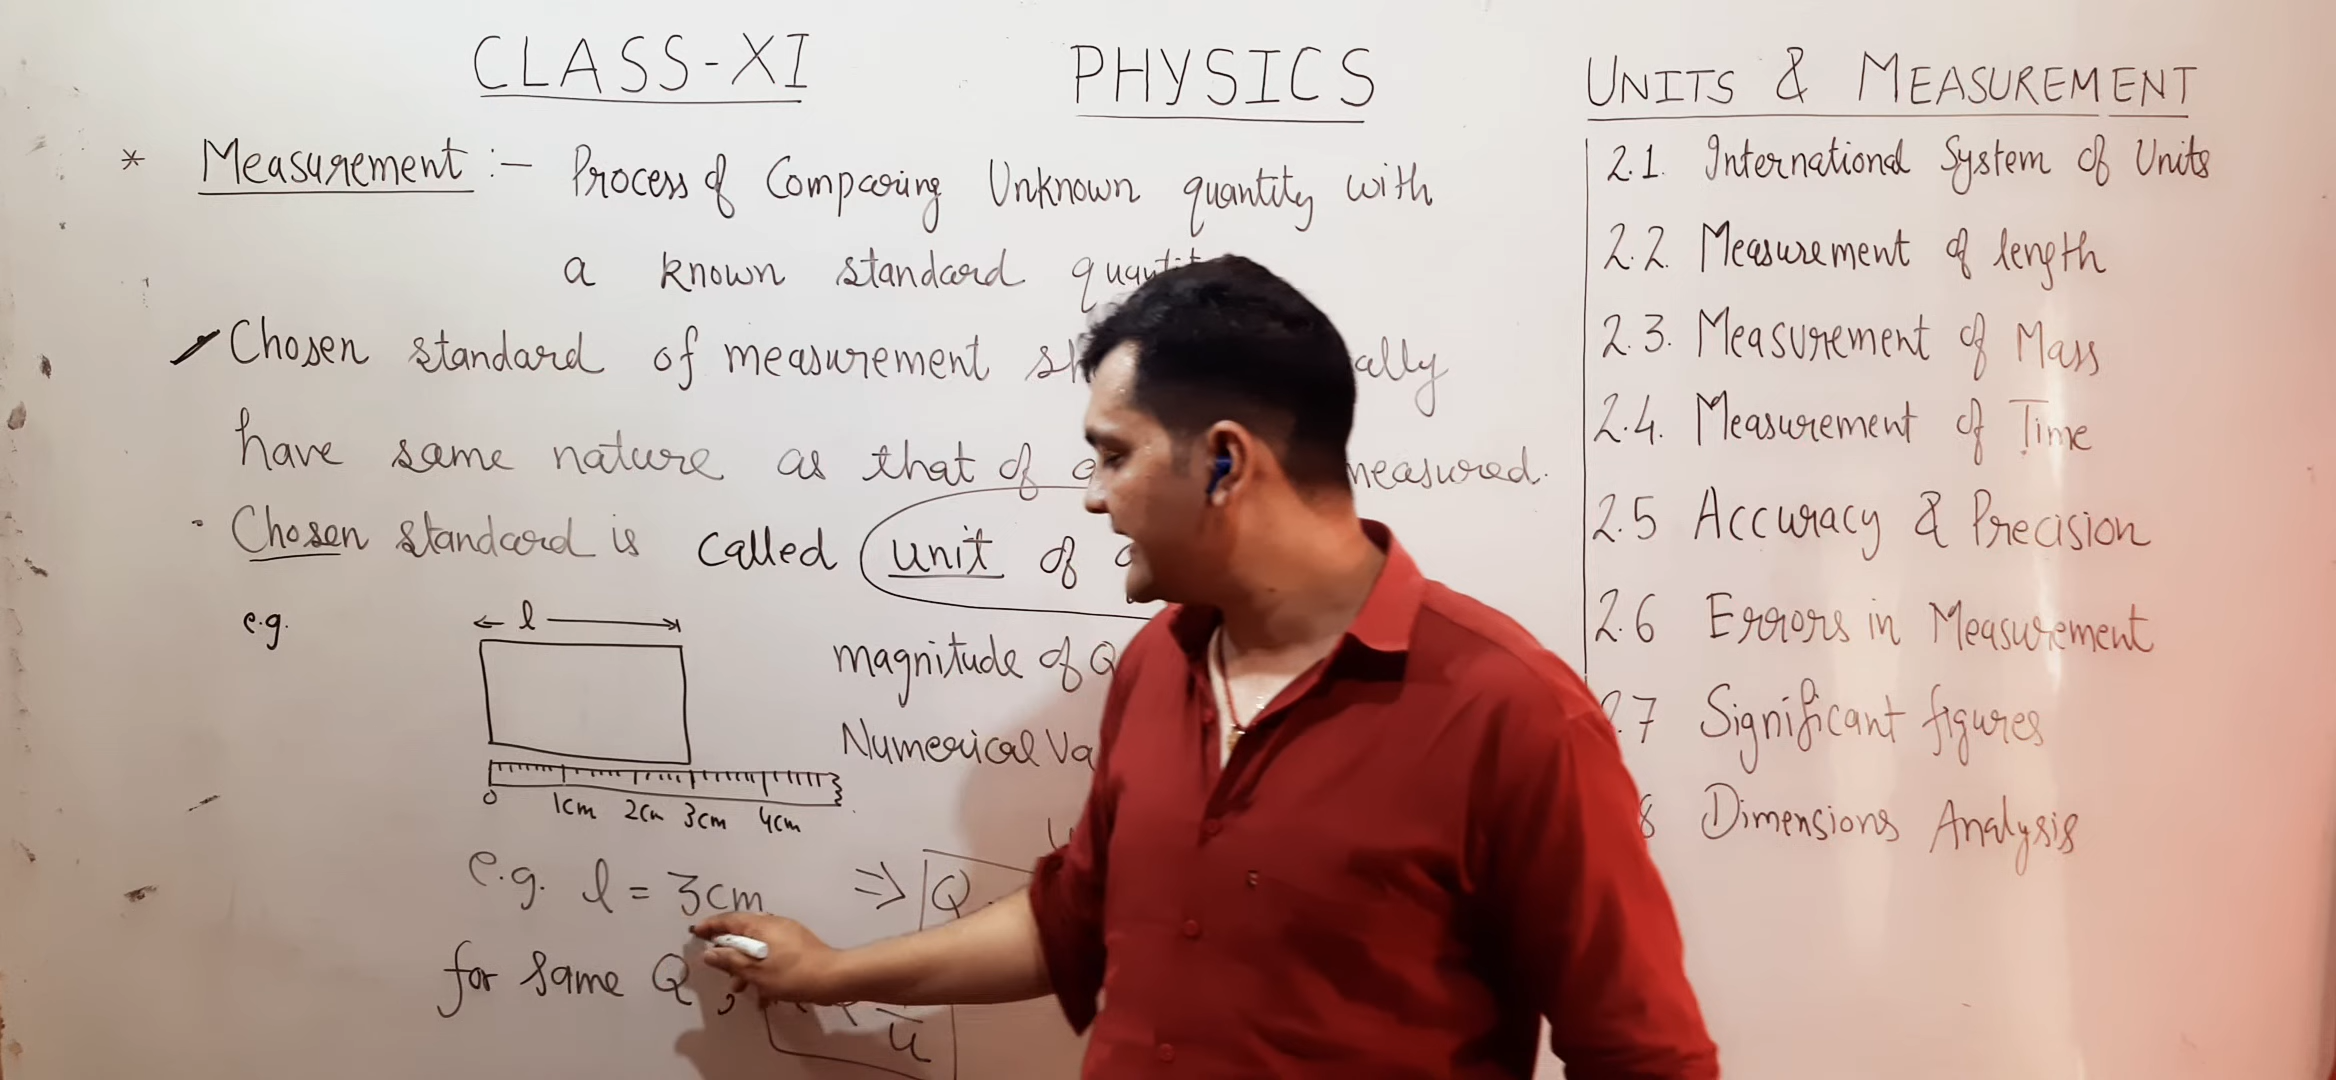 CLASS-XI PHYSICS
* Measurement :- Process of Comparing Unknown quantity with
a known standard
Chosen standard of measurement
have same nature as that of measured.
• Chosen standard is called unit of
e.g.
← l →
magnitude of Q
Numerical
0 1cm 2cm 3cm 4cm
e.g. l = 3cm ⇒ Q
for same Q,
u
UNITS & MEASUREMENT
2.1. International System of Units
2.2. Measurement of length
2.3. Measurement of Mass
2.4. Measurement of Time
2.5 Accuracy & Precision
2.6 Errors in Measurement
.7 Significant figures
8 Dimensions Analysis